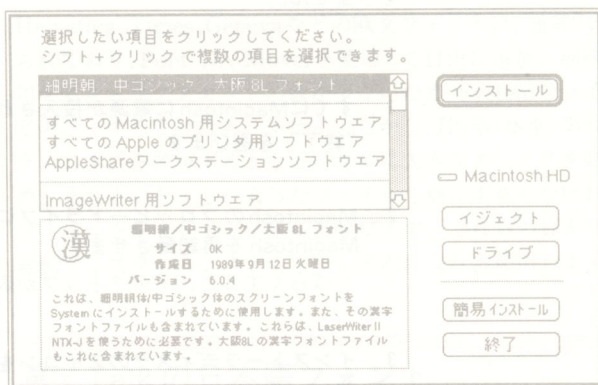 選択したい項目をクリックしてください。
シフト+クリックで複数の項目を選択できます。
細明朝/中ゴシック/大阪 8L フォント
すべての Macintosh 用システムソフトウエア
すべての Apple のプリンタ用ソフトウエア
AppleShareワークステーションソフトウエア
ImageWriter 用ソフトウエア
インストール
Macintosh HD
イジェクト
ドライブ
簡易インストール
終了
漢
細明朝/中ゴシック/大阪 8L フォント
サイズ 0K
作成日 1989年 9月 12日 火曜日
バージョン 6.0.4
これは、細明朝体/中ゴシック体のスクリーンフォントを
System にインストールするために使用します。また、その漢字
フォントファイルも含まれています。これらは、LaserWriter II
NTX-J を使うために必要です。大阪8L の漢字フォントファイル
もこれに含まれています。